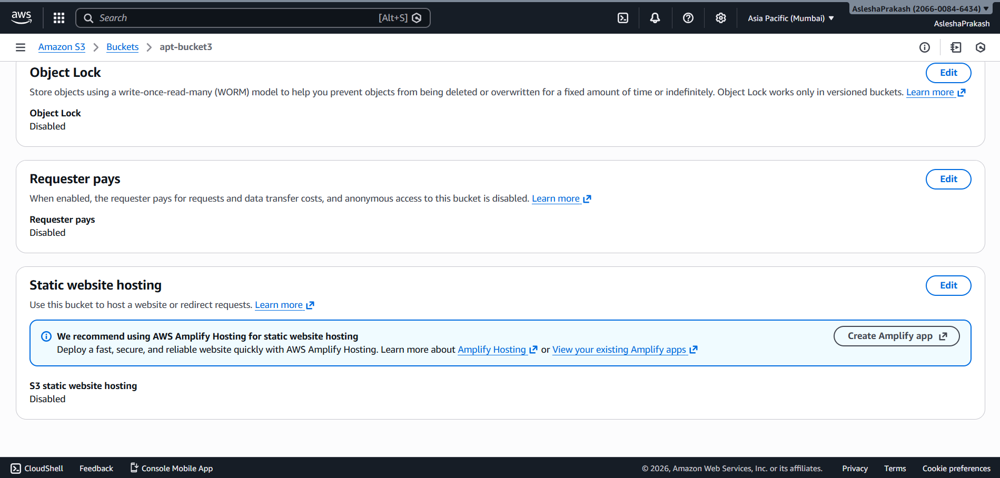 aws
Search
[Alt+S]
Asia Pacific (Mumbai)
AsleshaPrakash (2066-0084-6434)
AsleshaPrakash
Amazon S3
Buckets
apt-bucket3
Object Lock
Edit
Store objects using a write-once-read-many (WORM) model to help you prevent objects from being deleted or overwritten for a fixed amount of time or indefinitely. Object Lock works only in versioned buckets. Learn more
Object Lock
Disabled
Requester pays
Edit
When enabled, the requester pays for requests and data transfer costs, and anonymous access to this bucket is disabled. Learn more
Requester pays
Disabled
Static website hosting
Edit
Use this bucket to host a website or redirect requests. Learn more
We recommend using AWS Amplify Hosting for static website hosting
Create Amplify app
Deploy a fast, secure, and reliable website quickly with AWS Amplify Hosting. Learn more about Amplify Hosting or View your existing Amplify apps
S3 static website hosting
Disabled
CloudShell
Feedback
Console Mobile App
© 2026, Amazon Web Services, Inc. or its affiliates.
Privacy
Terms
Cookie preferences